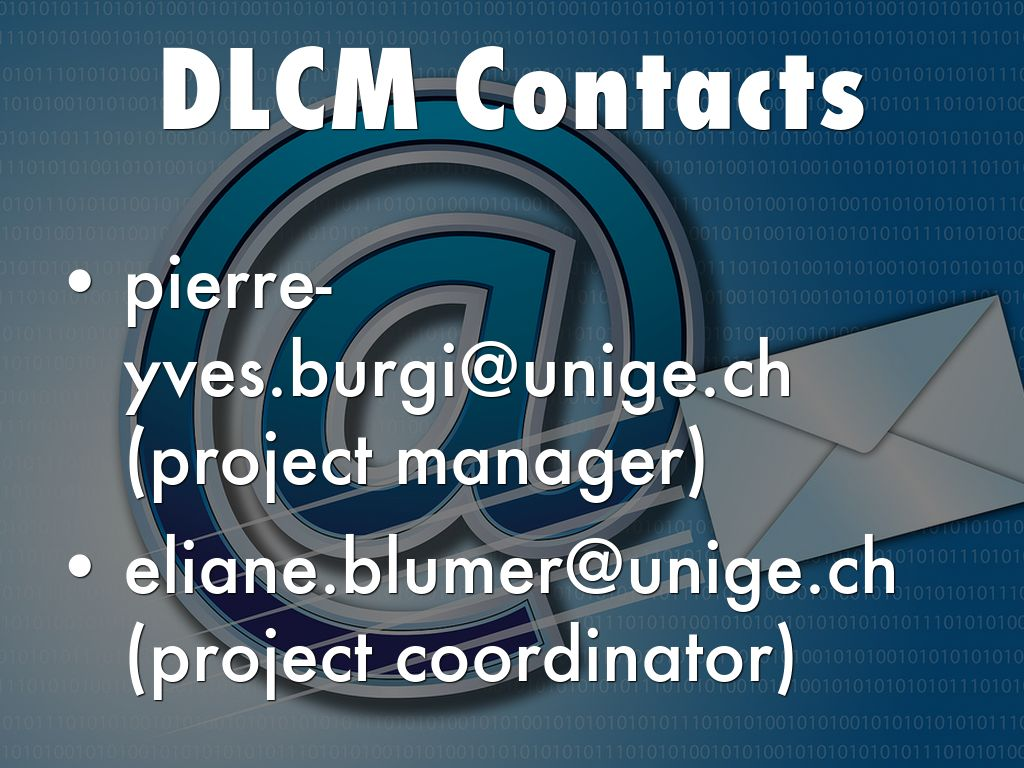 DLCM Contacts
• pierre-
yves.burgi@unige.ch
(project manager)
• eliane.blumer@unige.ch
(project coordinator)